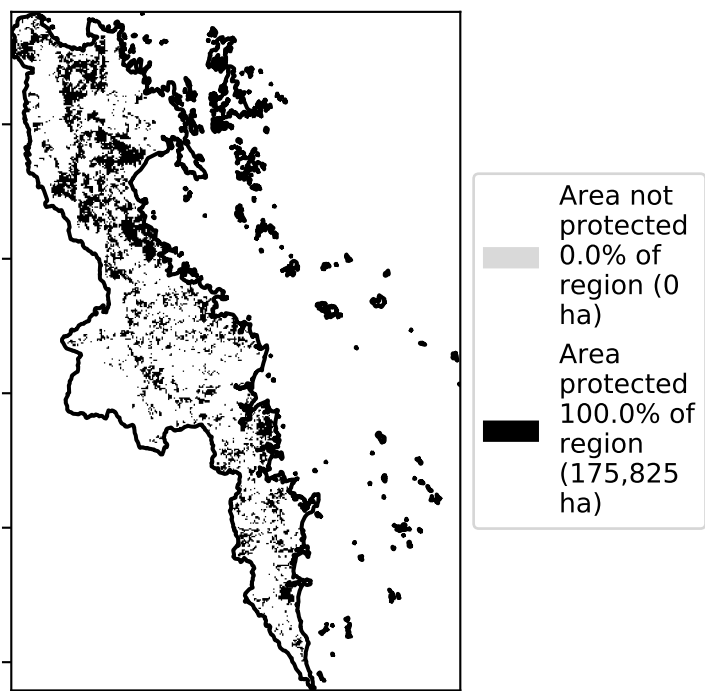 Area not
protected
0.0% of
region (0
ha)
Area
protected
100.0% of
region
(175,825
ha)